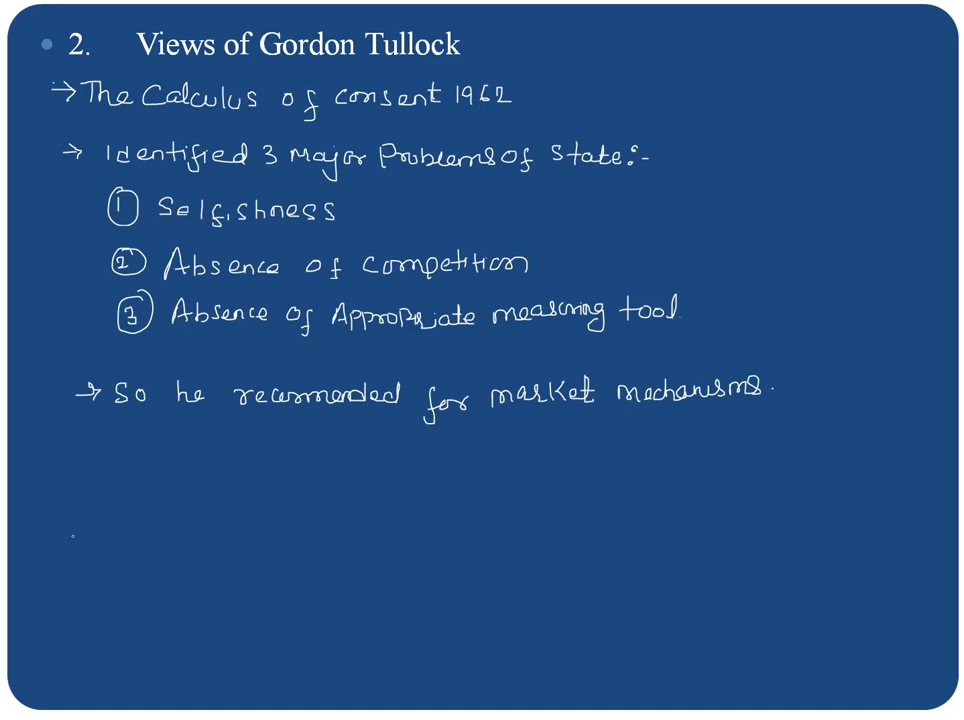 • 2. Views of Gordon Tullock
→ The Calculus of consent 1962
→ Identified 3 Major Problems of State:-
① Selfishness
② Absence of Competition
③ Absence of Appropriate measuring tool.
→ So he recommended for market mechanisms.